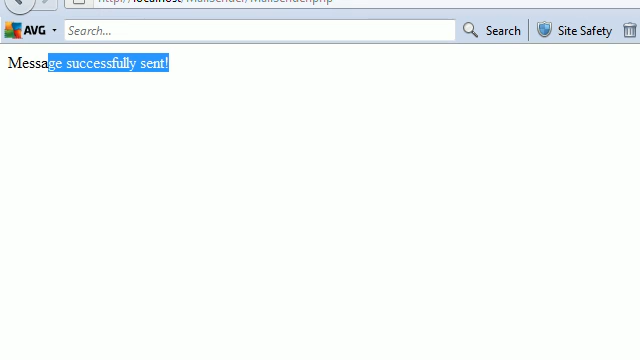 http://localhost/MailSender/MailSender.php
AVG Search... Search Site Safety
Message successfully sent!